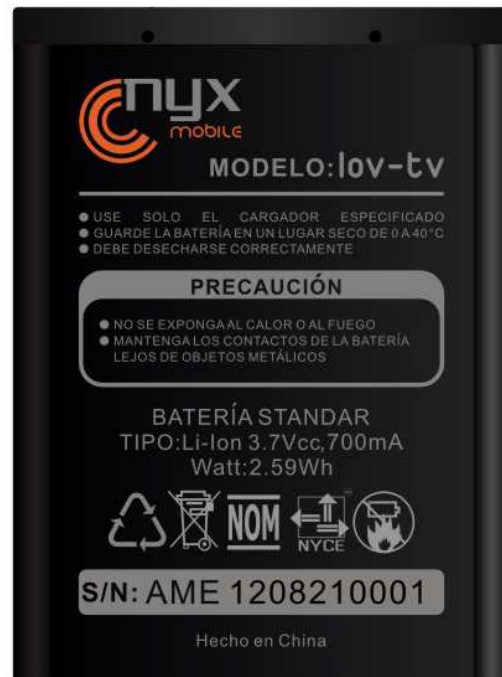 nyx
mobile
MODELO:lov-tv
● USE SOLO EL CARGADOR ESPECIFICADO
● GUARDE LA BATERÍA EN UN LUGAR SECO DE 0 A 40°C
● DEBE DESECHARSE CORRECTAMENTE
PRECAUCIÓN
● NO SE EXPONGA AL CALOR O AL FUEGO
● MANTENGA LOS CONTACTOS DE LA BATERÍA
LEJOS DE OBJETOS METÁLICOS
BATERÍA STANDAR
TIPO:Li-Ion 3.7Vcc,700mA
Watt:2.59Wh
NOM
NYCE
S/N: AME 1208210001
Hecho en China